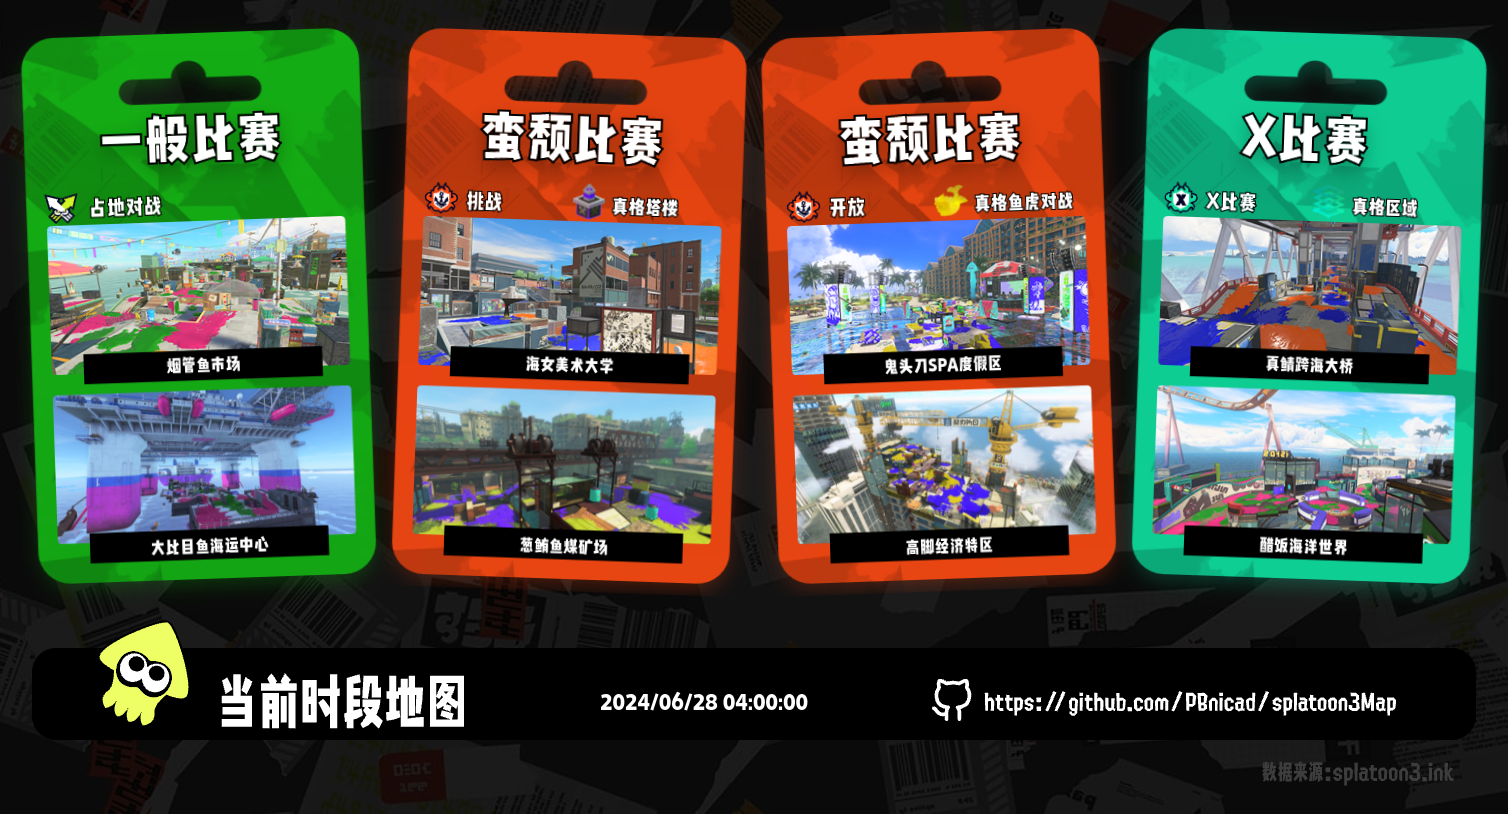 一般比赛
占地对战
烟管鱼市场
大比目鱼海运中心
蛮颓比赛
挑战
真格塔楼
海女美术大学
葱鲔鱼煤矿场
蛮颓比赛
开放
真格鱼虎对战
鬼头刀SPA度假区
高脚经济特区
X比赛
X比赛
真格区域
真鲭跨海大桥
醋饭海洋世界
当前时段地图
2024/06/28 04:00:00
https://github.com/PBnicad/splatoon3Map
数据来源:splatoon3.ink